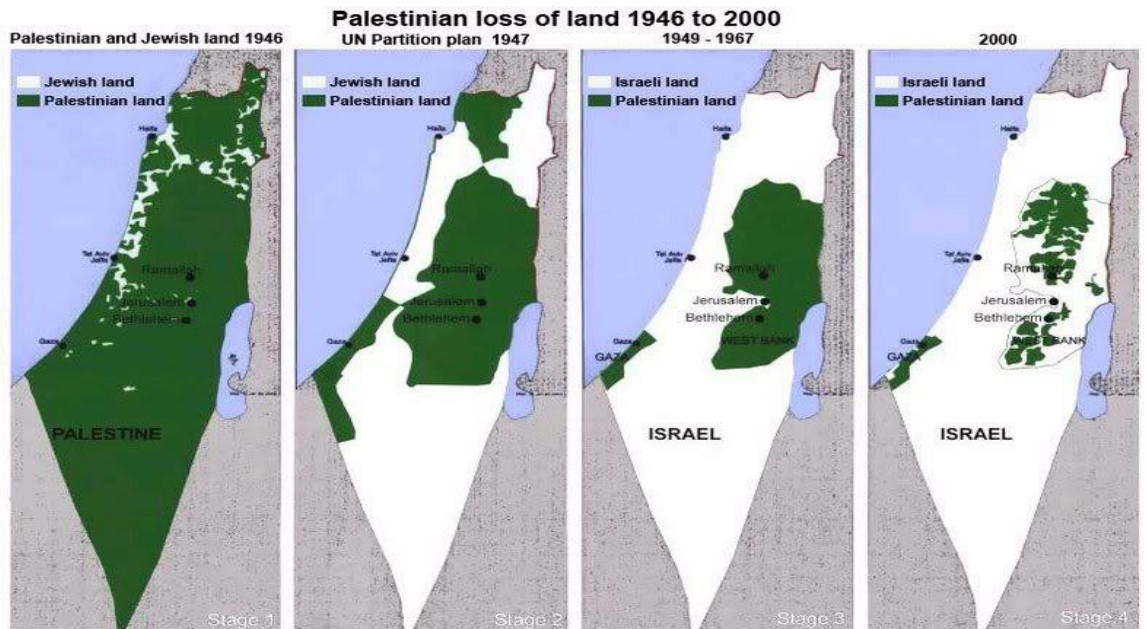 Palestinian loss of land 1946 to 2000
Palestinian and Jewish land 1946
UN Partition plan 1947
1949 - 1967
2000
Jewish land
Palestinian land
Haifa
Tel Aviv
Jaffa
Ramallah
Jerusalem
Bethlehem
Gaza
PALESTINE
Stage 1
Jewish land
Palestinian land
Haifa
Tel Aviv
Jaffa
Ramallah
Jerusalem
Bethlehem
Gaza
Stage 2
Israeli land
Palestinian land
Haifa
Tel Aviv
Jaffa
Ramallah
Jerusalem
Bethlehem
WEST BANK
Gaza
GAZA
ISRAEL
Stage 3
Israeli land
Palestinian land
Haifa
Tel Aviv
Jaffa
Ramallah
Jerusalem
Bethlehem
WEST BANK
Gaza
GAZA
ISRAEL
Stage 4